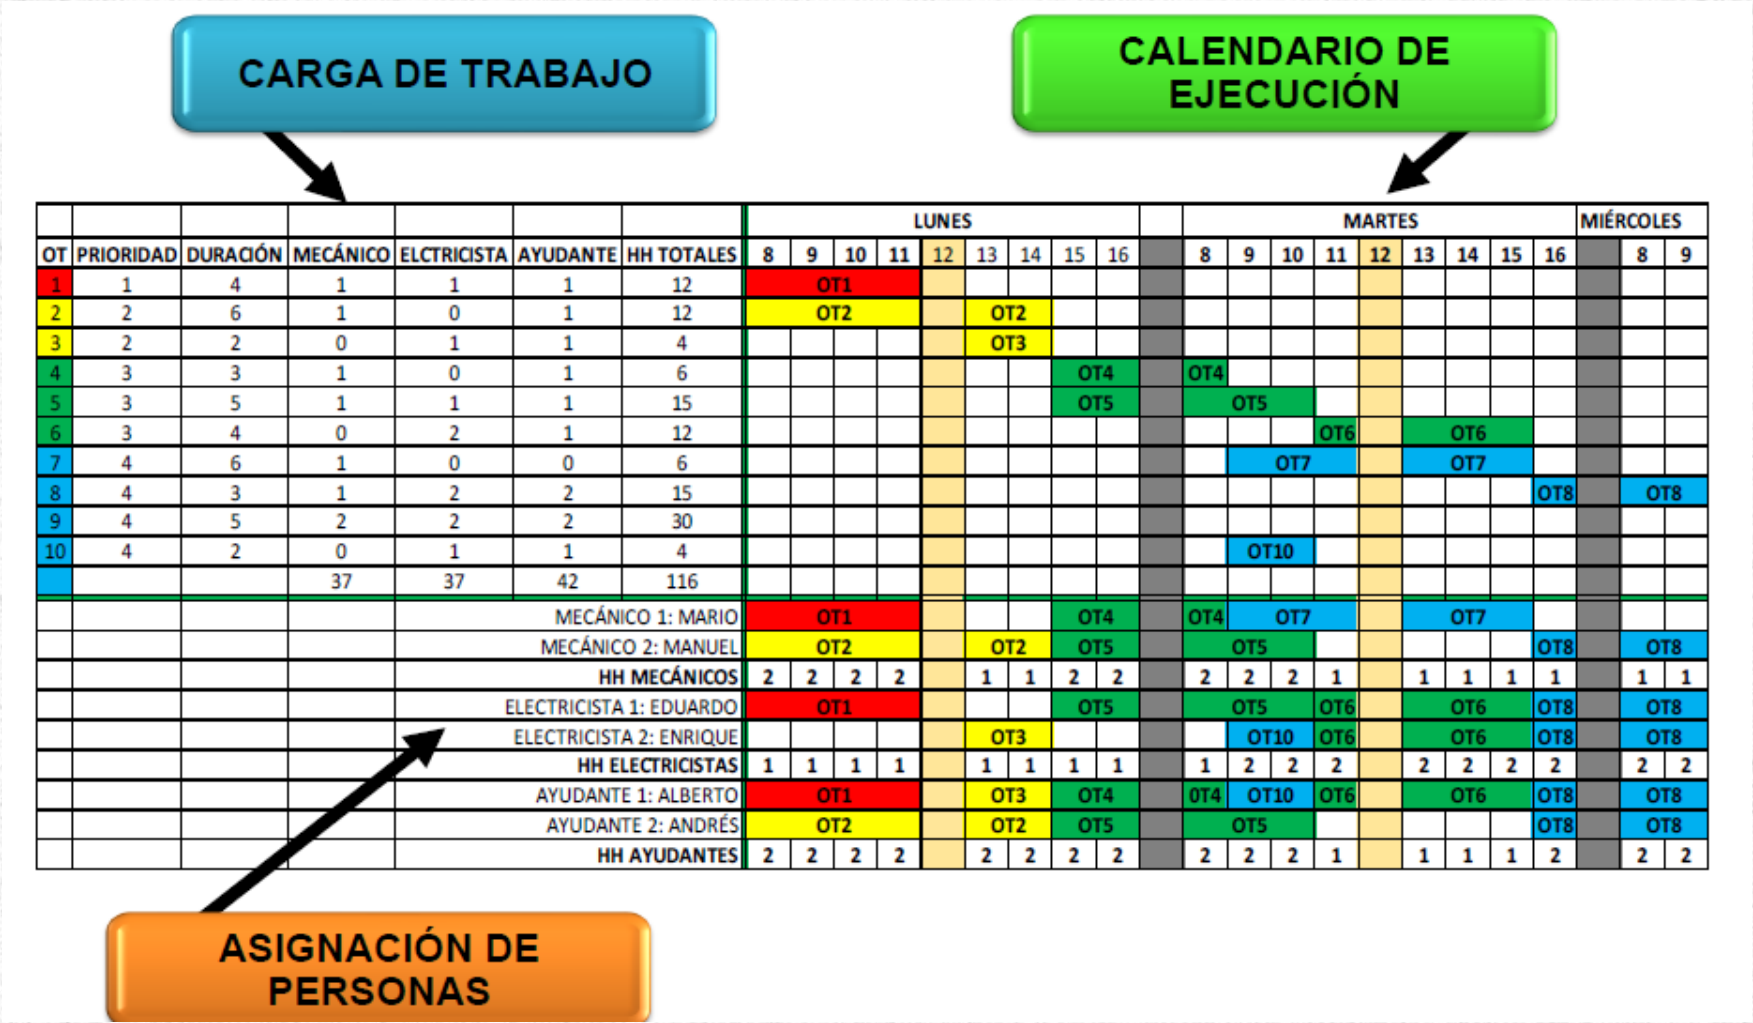 CARGA DE TRABAJO
CALENDARIO DE
EJECUCIÓN
LUNES MARTES MIÉRCOLES
OT PRIORIDAD DURACIÓN MECÁNICO ELCTRICISTA AYUDANTE HH TOTALES 8 9 10 11 12 13 14 15 16 8 9 10 11 12 13 14 15 16 8 9
1 1 4 1 1 1 12 OT1
2 2 6 1 0 1 12 OT2 OT2
3 2 2 0 1 1 4 OT3
4 3 3 1 0 1 6 OT4 OT4
5 3 5 1 1 1 15 OT5 OT5
6 3 4 0 2 1 12 OT6 OT6
7 4 6 1 0 0 6 OT7 OT7
8 4 3 1 2 2 15 OT8 OT8
9 4 5 2 2 2 30
10 4 2 0 1 1 4 OT10
37 37 42 116
MECÁNICO 1: MARIO OT1 OT4 OT4 OT7 OT7
MECÁNICO 2: MANUEL OT2 OT2 OT5 OT5 OT8 OT8
HH MECÁNICOS 2 2 2 2 1 1 2 2 2 2 2 1 1 1 1 1 1 1
ELECTRICISTA 1: EDUARDO OT1 OT5 OT5 OT6 OT6 OT8 OT8
ELECTRICISTA 2: ENRIQUE OT3 OT10 OT6 OT6 OT8 OT8
HH ELECTRICISTAS 1 1 1 1 1 1 1 1 1 2 2 2 2 2 2 2 2 2
AYUDANTE 1: ALBERTO OT1 OT3 OT4 0T4 OT10 OT6 OT6 OT8 OT8
AYUDANTE 2: ANDRÉS OT2 OT2 OT5 OT5 OT8 OT8
HH AYUDANTES 2 2 2 2 2 2 2 2 2 2 2 1 1 1 1 2 2 2
ASIGNACIÓN DE
PERSONAS